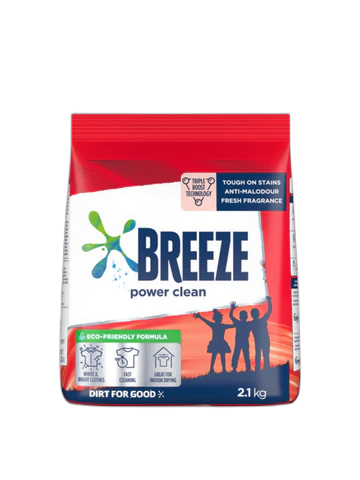 TRIPLE
BOOST
TECHNOLOGY
TOUGH ON STAINS
ANTI-MALODOUR
FRESH FRAGRANCE
BREEZE
power clean
ECO-FRIENDLY FORMULA
WHITE &
BRIGHT CLOTHES
FAST
CLEANING
GREAT FOR
INDOOR DRYING
DIRT FOR GOOD
2.1 kg